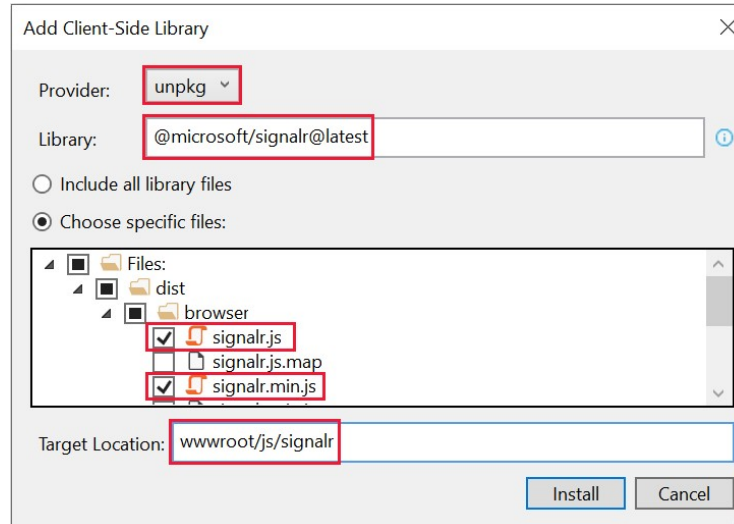 Add Client-Side Library
Provider: unpkg
Library: @microsoft/signalr@latest
Include all library files
Choose specific files:
Files:
dist
browser
signalr.js
signalr.js.map
signalr.min.js
Target Location: wwwroot/js/signalr
Install Cancel